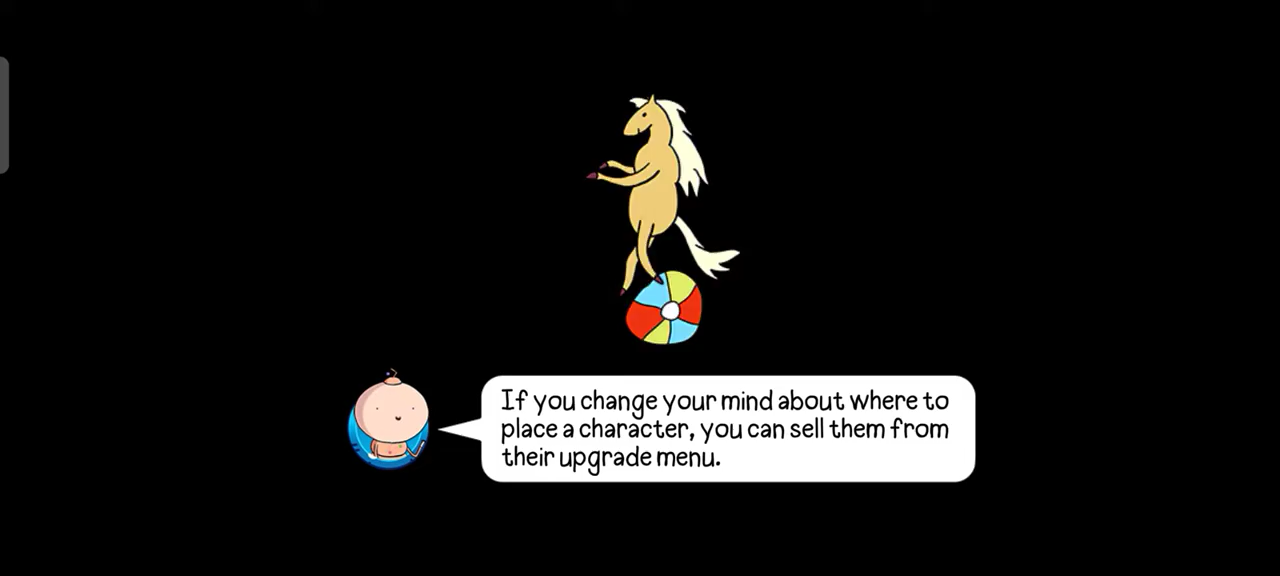 If you change your mind about where to
place a character, you can sell them from
their upgrade menu.